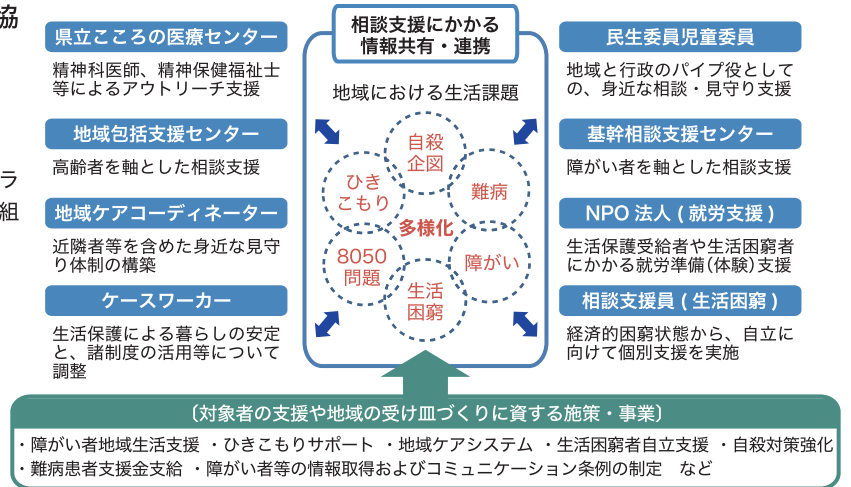 協
ラ
組
県立こころの医療センター
精神科医師、精神保健福祉士
等によるアウトリーチ支援
地域包括支援センター
高齢者を軸とした相談支援
地域ケアコーディネーター
近隣者等を含めた身近な見守
り体制の構築
ケースワーカー
生活保護による暮らしの安定
と、諸制度の活用等について
調整
相談支援にかかる
情報共有・連携
地域における生活課題
自殺
企図
ひき
こもり
難病
多様化
8050
問題
障がい
生活
困窮
民生委員児童委員
地域と行政のパイプ役として
の、身近な相談・見守り支援
基幹相談支援センター
障がい者を軸とした相談支援
NPO 法人 ( 就労支援 )
生活保護受給者や生活困窮者
にかかる就労準備(体験)支援
相談支援員 ( 生活困窮 )
経済的困窮状態から、自立に
向けて個別支援を実施
〔対象者の支援や地域の受け皿づくりに資する施策・事業〕
・障がい者地域生活支援 ・ひきこもりサポート ・地域ケアシステム ・生活困窮者自立支援 ・自殺対策強化
・難病患者支援金支給 ・障がい者等の情報取得およびコミュニケーション条例の制定 など